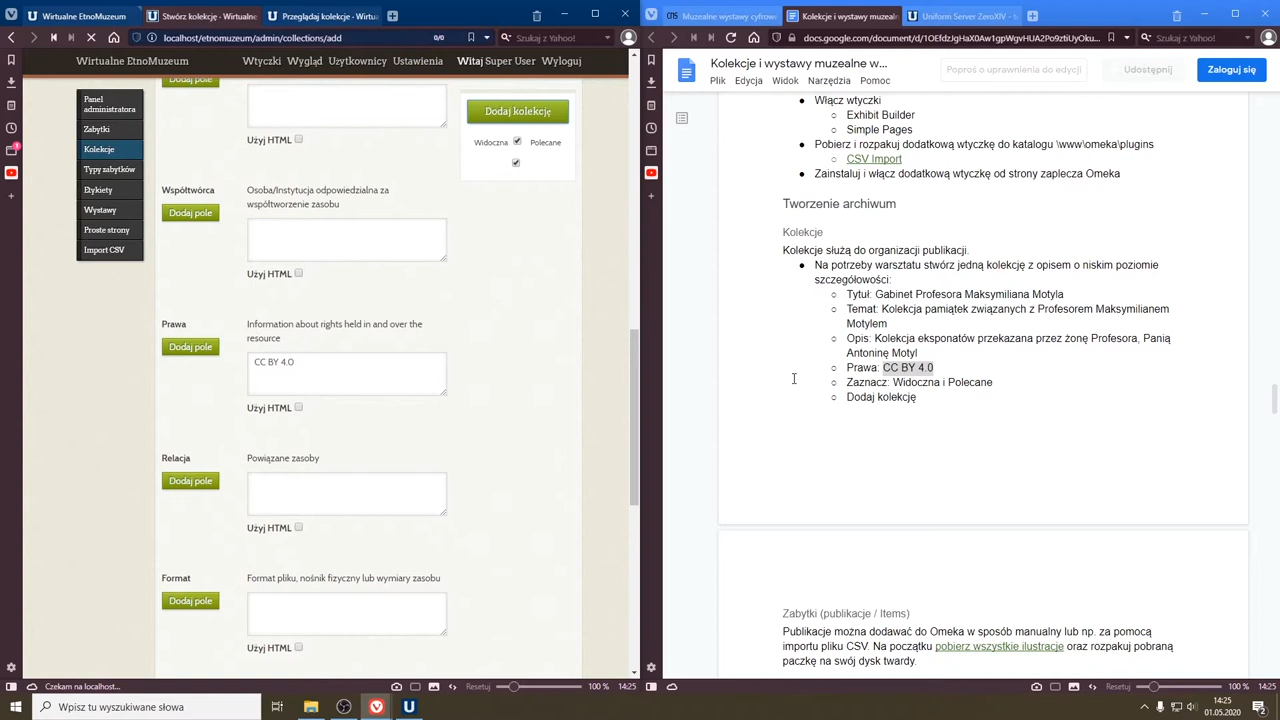 Wirtualne EtnoMuzeum
Stwórz kolekcję - Wirtualne
Przeglądaj kolekcje - Wirtu
localhost/etnomuzeum/admin/collections/add
0/0
Szukaj z YahooNoMore
Wirtualne EtnoMuzeum
Wtyczki
Wygląd
Użytkownicy
Ustawienia
Witaj Super User
Wyloguj
Panel administratora
Zabytki
Kolekcje
Typy zabytków
Etykiety
Wystawy
Proste strony
Import CSV
Dodaj pole
Użyj HTML
Dodaj kolekcję
Widoczna
Polecane
Współtwórca
Dodaj pole
Osoba/Instytucja odpowiedzialna za
współtworzenie zasobu
Użyj HTML
Prawa
Dodaj pole
Information about rights held in and over the
resource
CC BY 4.0
Użyj HTML
Relacja
Dodaj pole
Powiązane zasoby
Użyj HTML
Format
Dodaj pole
Format pliku, nośnik fizyczny lub wymiary zasobu
Użyj HTML
Czekam na localhost...
Resetuj
100 %
14:25
Muzealne wystawy cyfrow
Kolekcje i wystawy muzealn
Uniform Server ZeroXIV - D
docs.google.com/document/d/
Szukaj z Yaho
Kolekcje i wystawy muzealne w...
Plik
Edycja
Widok
Narzędzia
Pomoc
Poproś o uprawnienia do edycji
Udostępnij
Zaloguj się
● Włącz wtyczki
○ Exhibit Builder
○ Simple Pages
● Pobierz i rozpakuj dodatkową wtyczkę do katalogu \www\omeka\plugins
○ CSV Import
● Zainstaluj i włącz dodatkową wtyczkę od strony zaplecza Omeka
Tworzenie archiwum
Kolekcje
Kolekcje służą do organizacji publikacji.
● Na potrzeby warsztatu stwórz jedną kolekcję z opisem o niskim poziomie
szczegółowości:
○ Tytuł: Gabinet Profesora Maksymiliana Motyla
○ Temat: Kolekcja pamiątek związanych z Profesorem Maksymilianem
Motylem
○ Opis: Kolekcja eksponatów przekazana przez żonę Profesora, Panią
Antoninę Motyl
○ Prawa: CC BY 4.0
○ Zaznacz: Widoczna i Polecane
○ Dodaj kolekcję
Zabytki (publikacje / Items)
Publikacje można dodawać do Omeka w sposób manualny lub np. za pomocą
importu pliku CSV. Na początku pobierz wszystkie ilustracje oraz rozpakuj pobraną
paczkę na swój dysk twardy.
Resetuj
100 %
14:25
Wpisz tu wyszukiwane słowa
14:25
01.05.2020
2